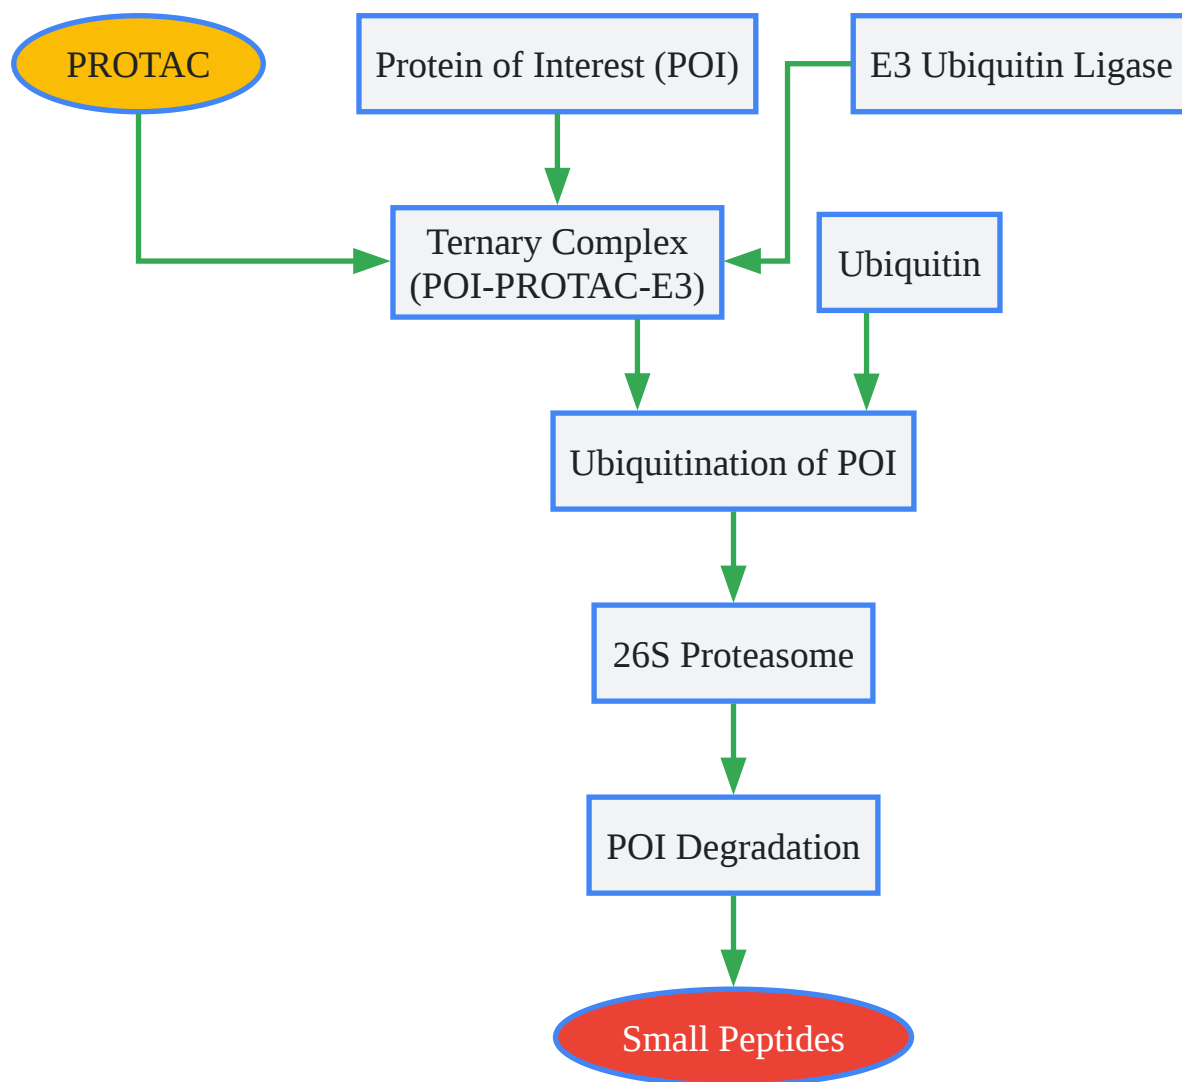 PROTAC
Protein of Interest (POI)
E3 Ubiquitin Ligase
Ternary Complex
(POI-PROTAC-E3)
Ubiquitin
Ubiquitination of POI
26S Proteasome
POI Degradation
Small Peptides